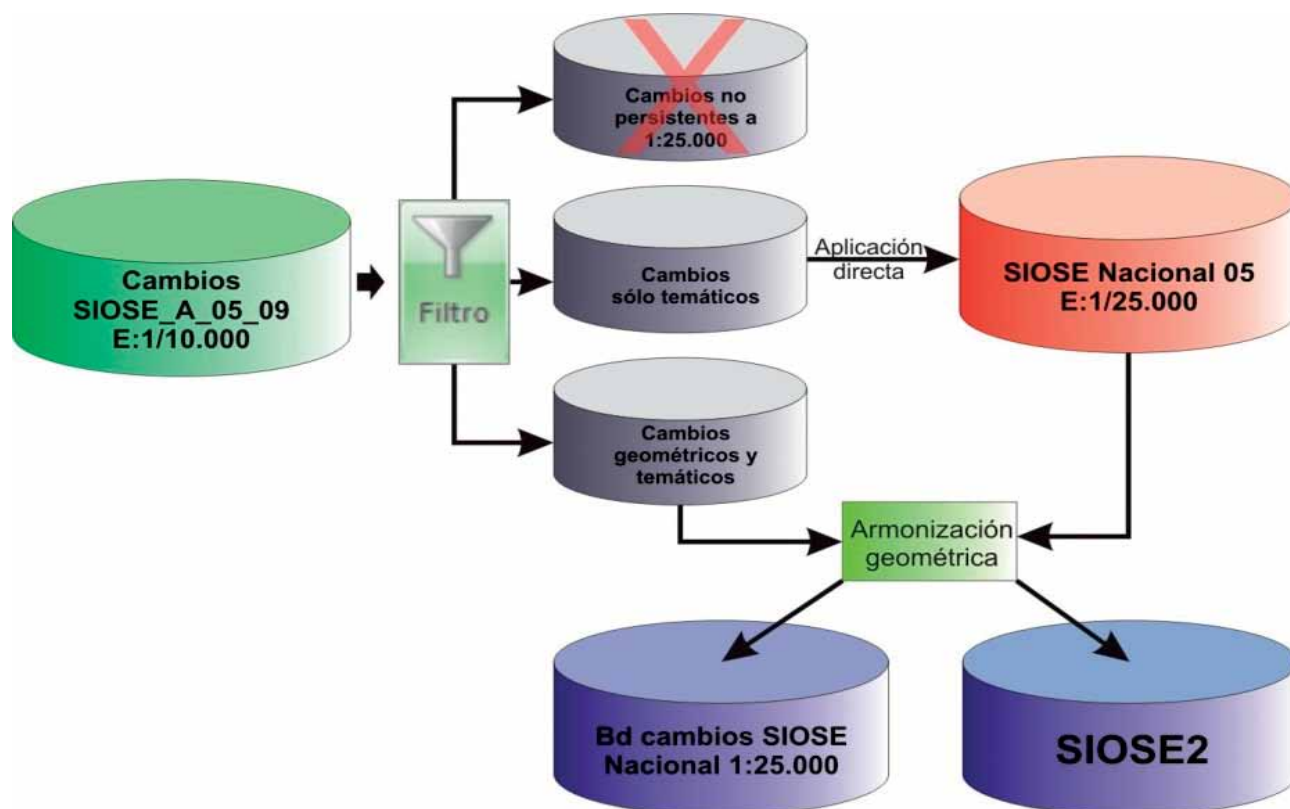 Cambios no
persistentes a
1:25.000
Cambios
SIOSE_A_05_09
E:1/10.000
Filtro
Cambios
sólo temáticos
Aplicación
directa
SIOSE Nacional 05
E:1/25.000
Cambios
geométricos y
temáticos
Armonización
geométrica
Bd cambios SIOSE
Nacional 1:25.000
SIOSE2